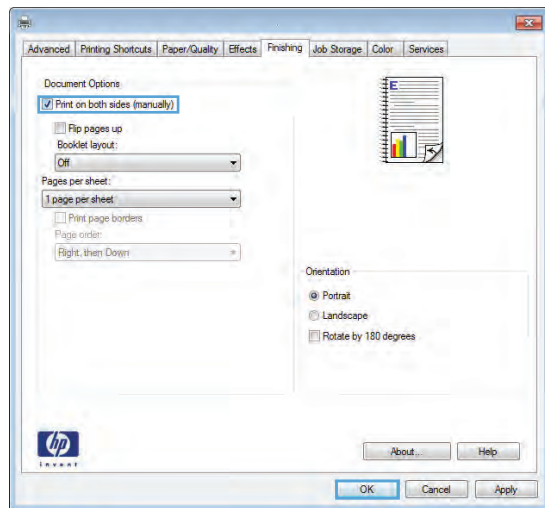 Advanced Printing Shortcuts Paper/Quality Effects Finishing Job Storage Color Services
Document Options
Print on both sides (manually)
Flip pages up
Booklet layout:
Off
Pages per sheet:
1 page per sheet
Print page borders
Page order:
Right, then Down
E
Orientation
Portrait
Landscape
Rotate by 180 degrees
hp
invent
About...
Help
OK
Cancel
Apply